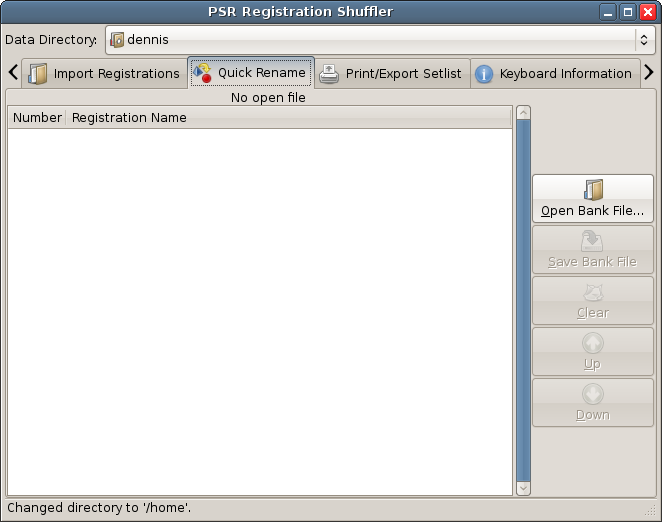 PSR Registration Shuffler
Data Directory: dennis
Import Registrations Quick Rename Print/Export Setlist Keyboard Information
No open file
Number Registration Name
Open Bank File...
Save Bank File
Clear
Up
Down
Changed directory to '/home'.